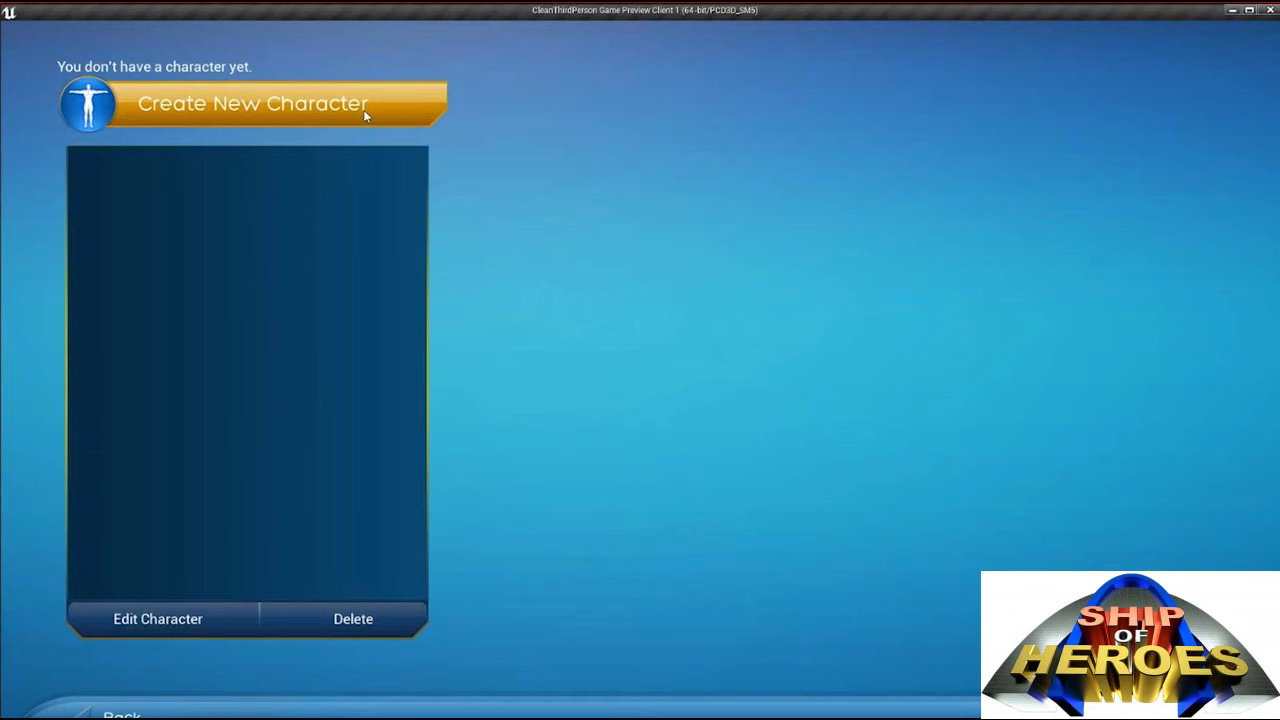 CleanThirdPerson Game Preview Client 1 (64-bit/PCD3D_SM5)
You don't have a character yet.
Create New Character
Edit Character
Delete
Back
SHIP
OF
HEROES